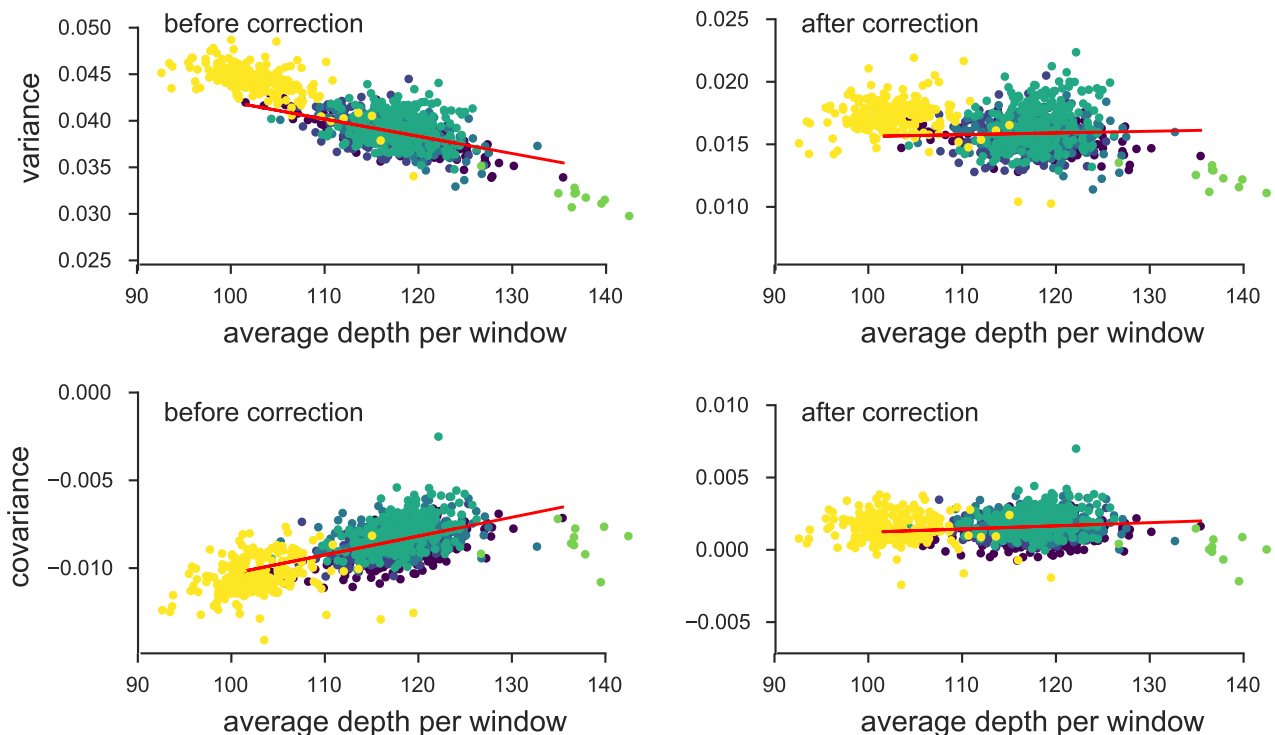 before correction
after correction
0.050
0.045
0.040
0.035
0.030
0.025
variance
90 100 110 120 130 140
average depth per window
0.025
0.020
0.015
0.010
90 100 110 120 130 140
average depth per window
before correction
after correction
0.000
−0.005
−0.010
covariance
90 100 110 120 130 140
average depth per window
0.010
0.005
0.000
−0.005
90 100 110 120 130 140
average depth per window